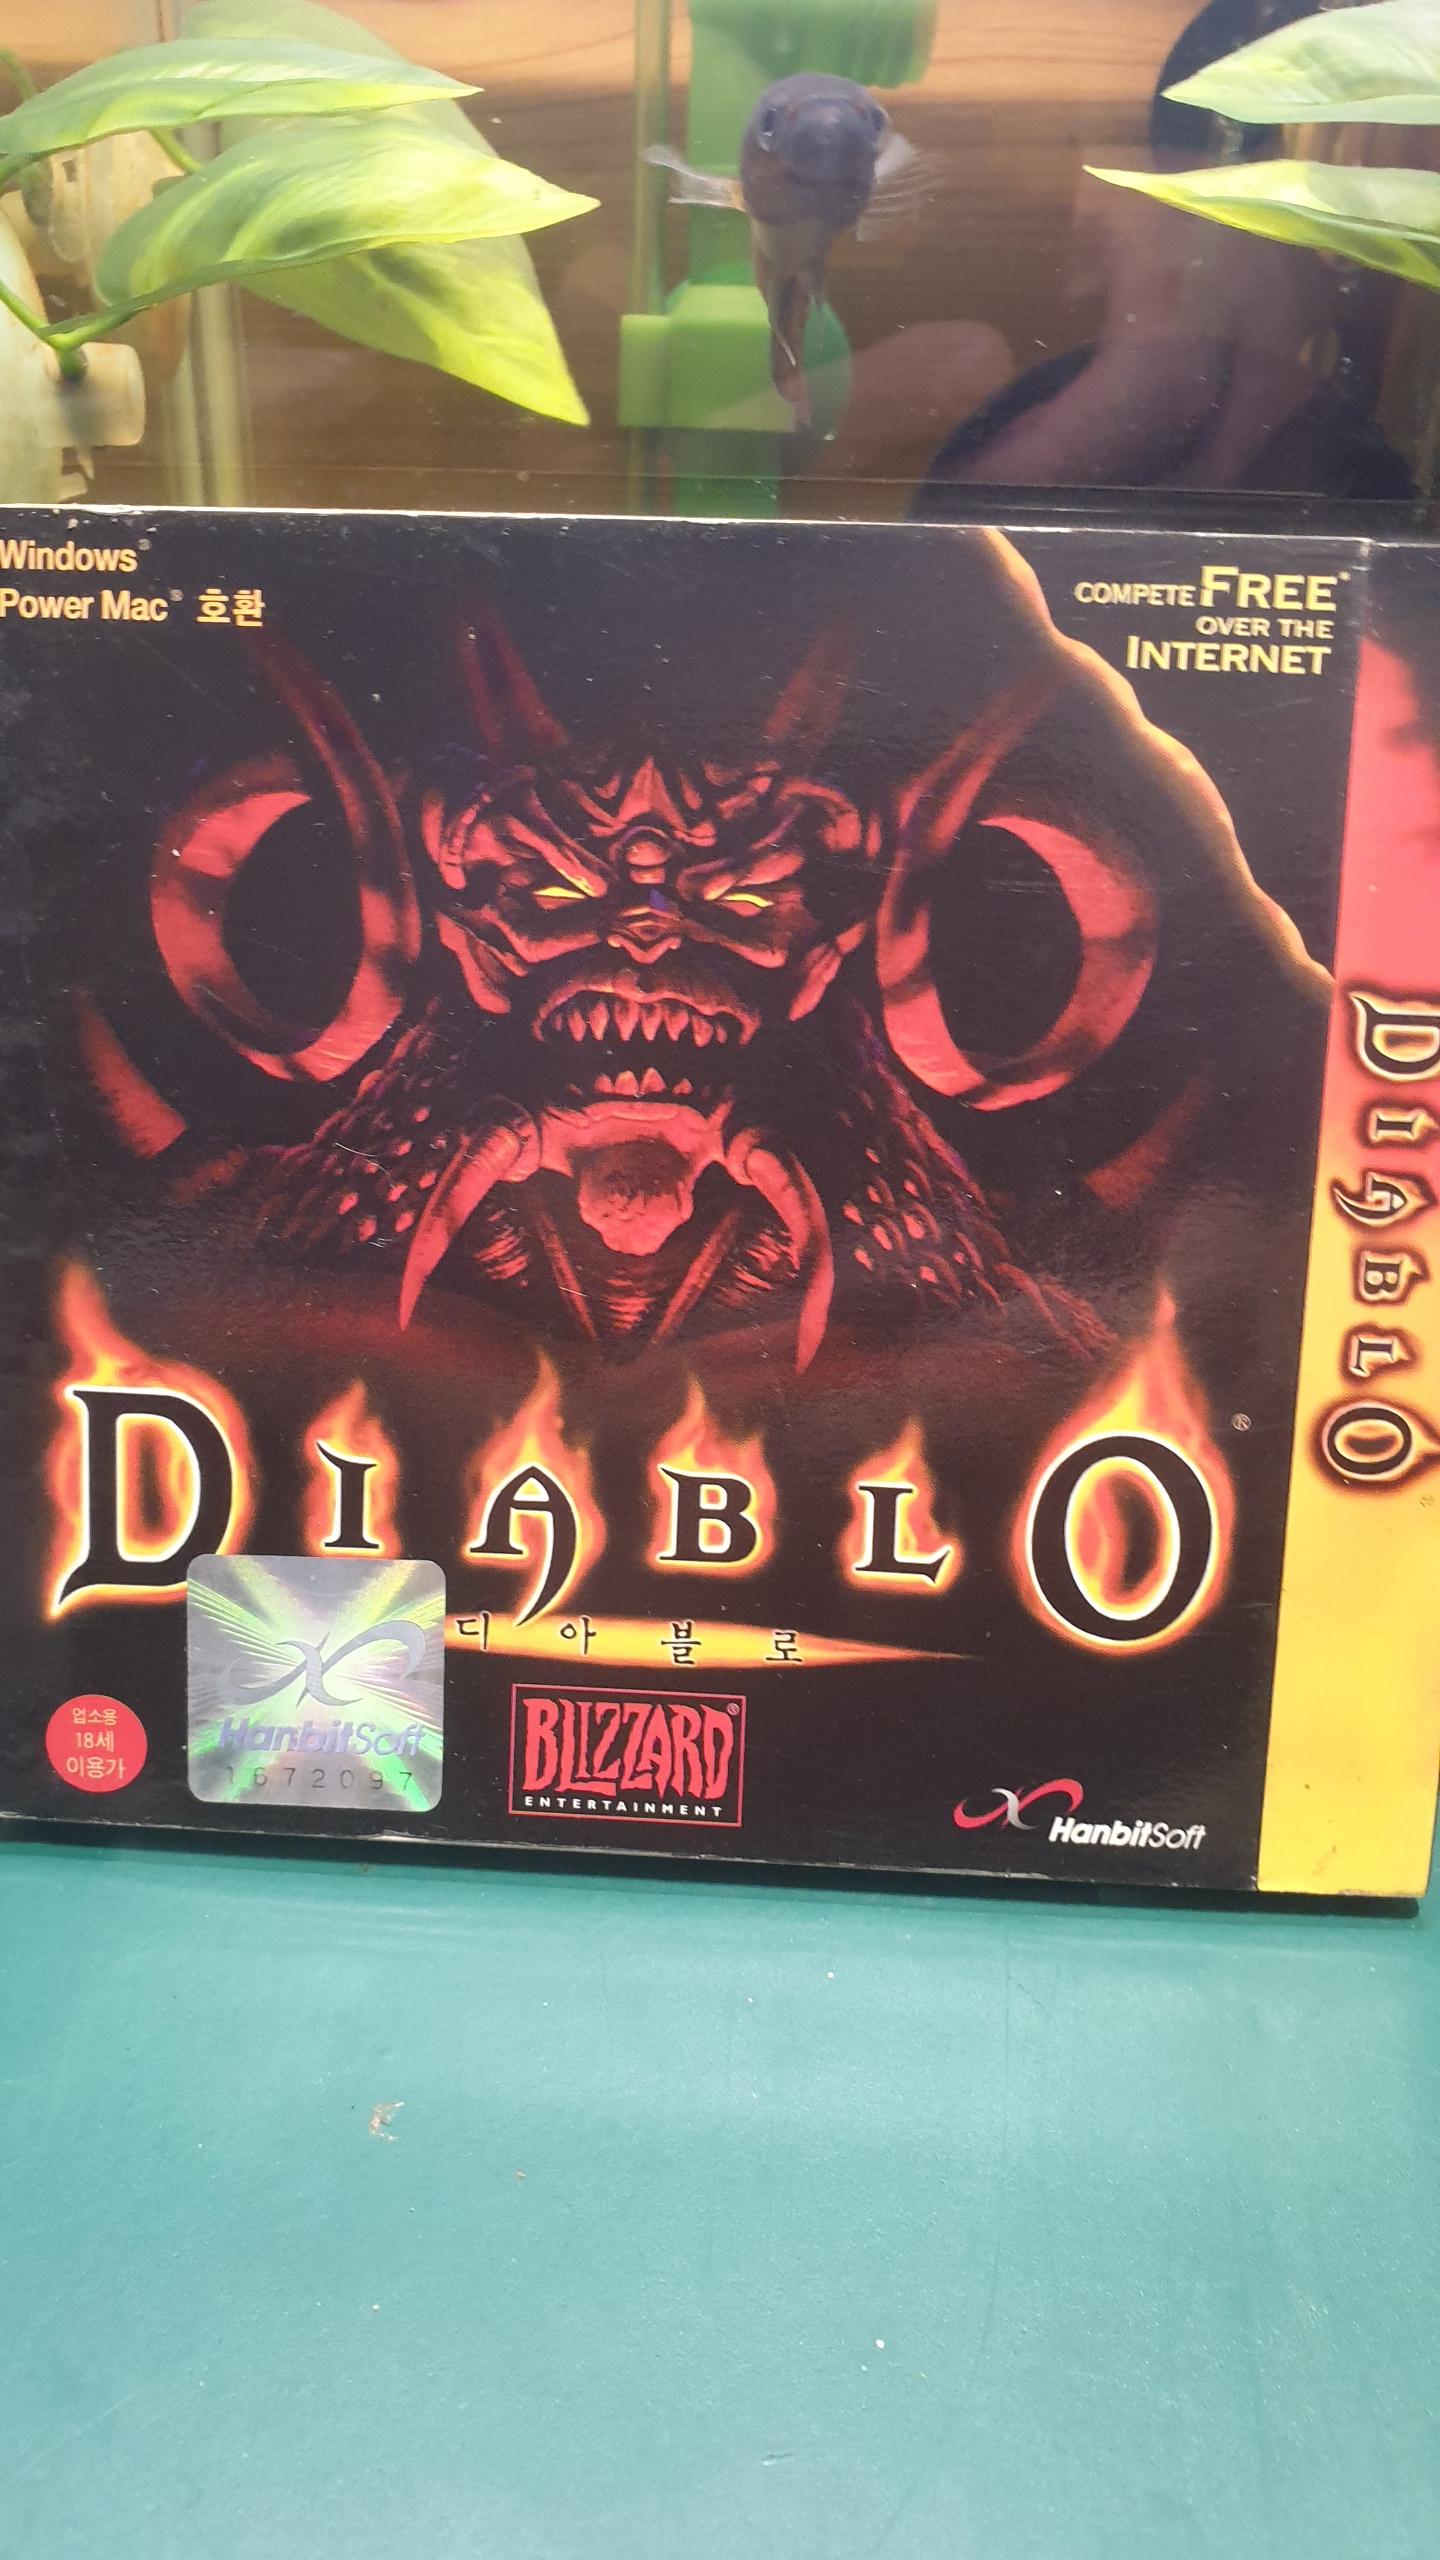 Windows®
Power Mac® 호환
COMPETE FREE
OVER THE
INTERNET
DIABLO®
디아블로
DIABLO
업소용
18세
이용가
HanbitSoft
1672097
BLIZZARD®
ENTERTAINMENT
HanbitSoft